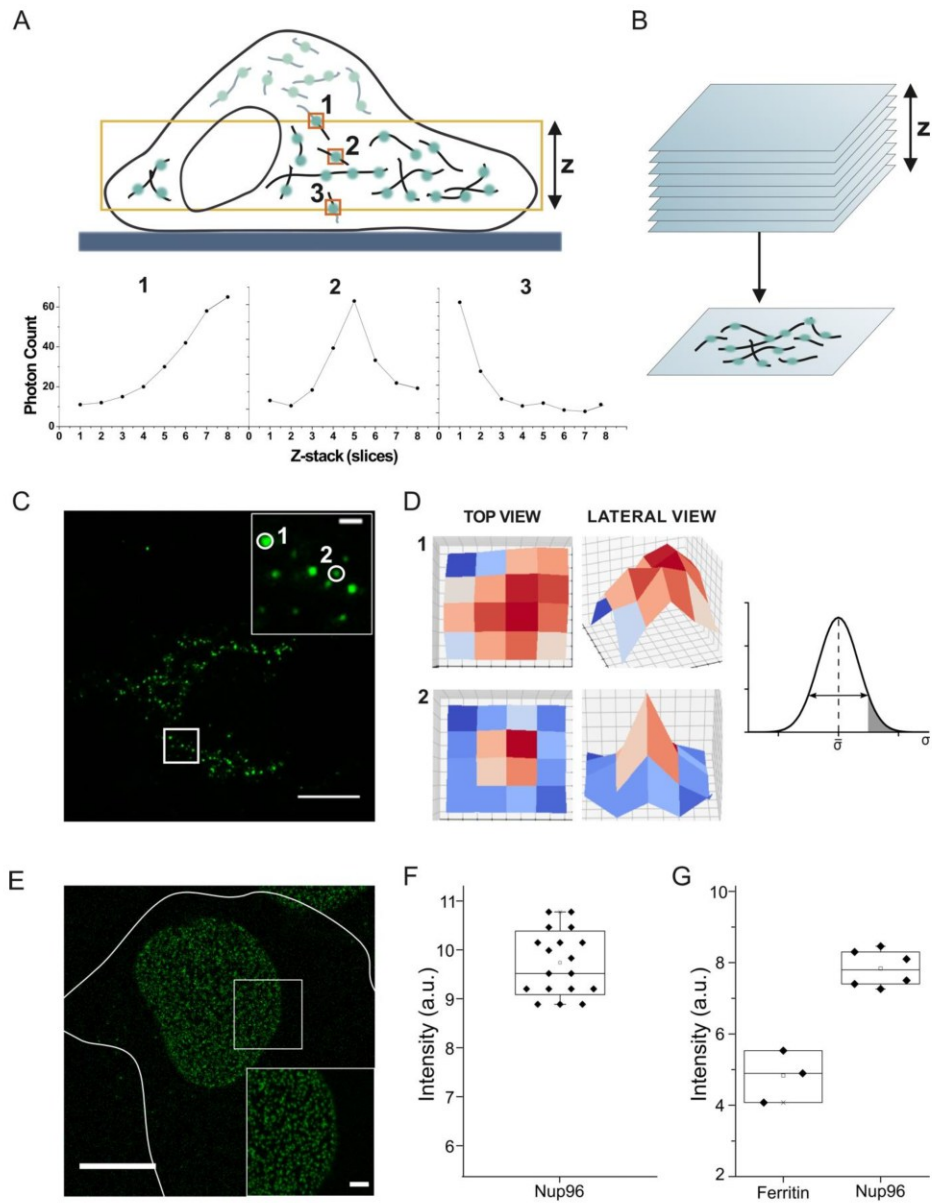 A
B
1
2
3
Z
Z
1
2
3
Photon Count
60
40
20
0
0 1 2 3 4 5 6 7 8 0 1 2 3 4 5 6 7 8 0 1 2 3 4 5 6 7 8
Z-stack (slices)
C
D
1
2
TOP VIEW
LATERAL VIEW
1
2
σ̄
σ
E
F
G
Intensity (a.u.)
11
10
9
8
7
6
Nup96
Intensity (a.u.)
10
8
6
4
2
Ferritin
Nup96